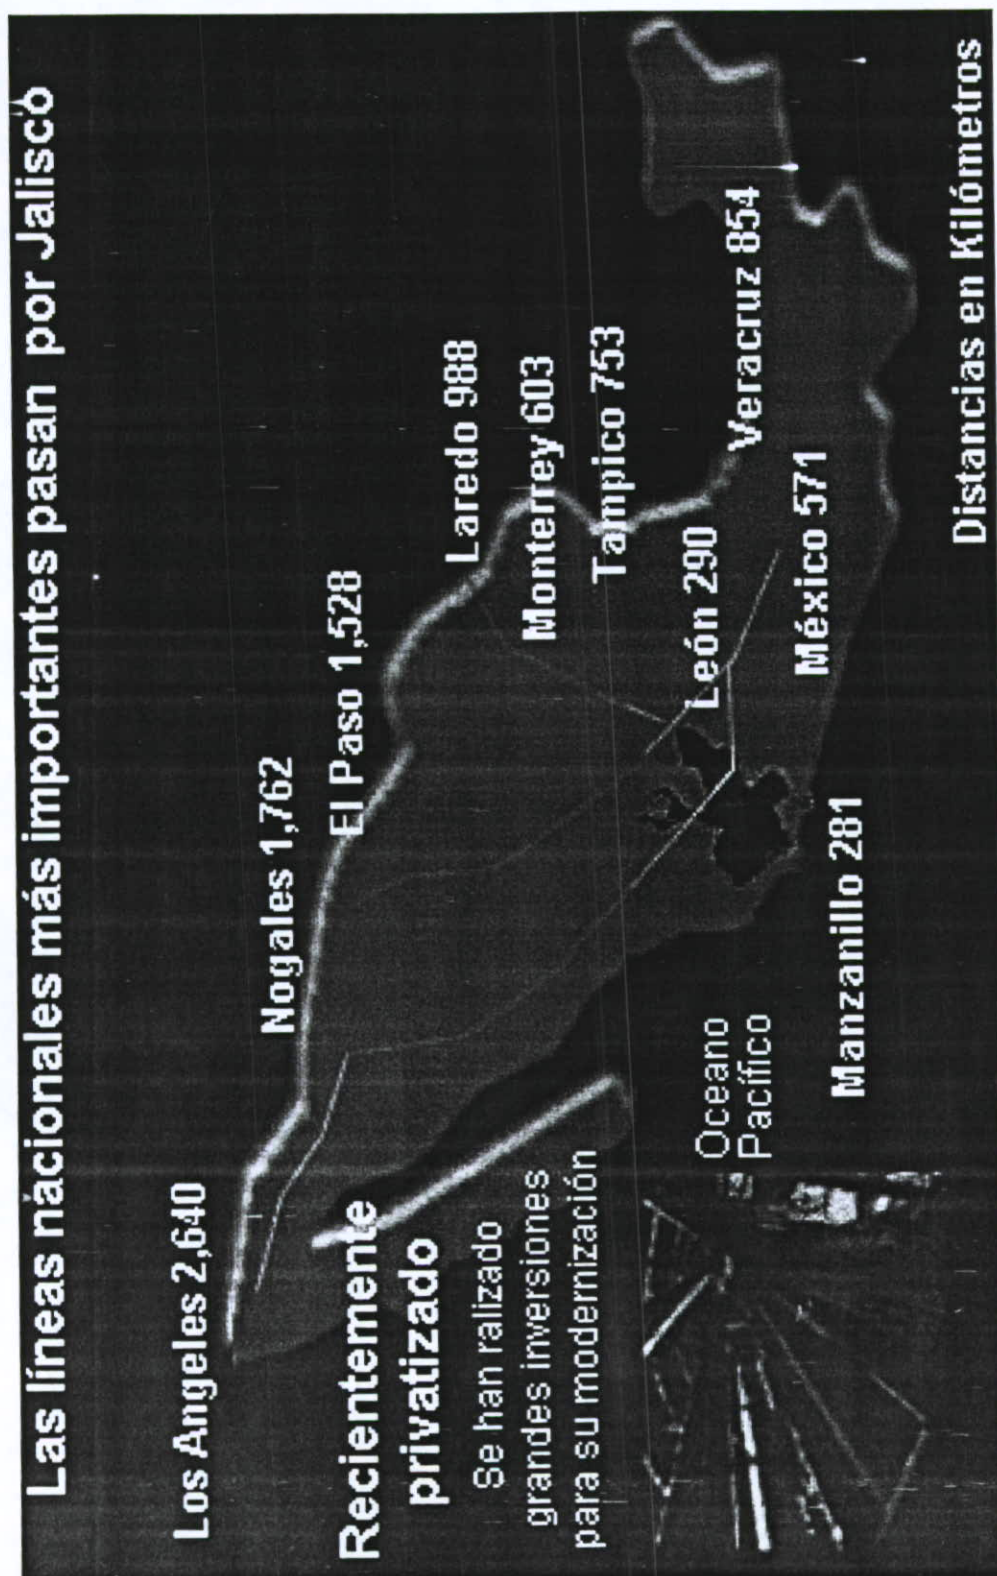 Las líneas nacionales más importantes pasan por Jalisco
Los Angeles 2,640
Nogales 1,762
El Paso 1,528
Laredo 988
Monterrey 603
Tampico 753
León 290
Veracruz 854
México 571
Manzanillo 281
Recientemente
privatizado
Se han ralizado
grandes inversiones
para su modernización
Oceano
Pacífico
Distancias en Kilómetros